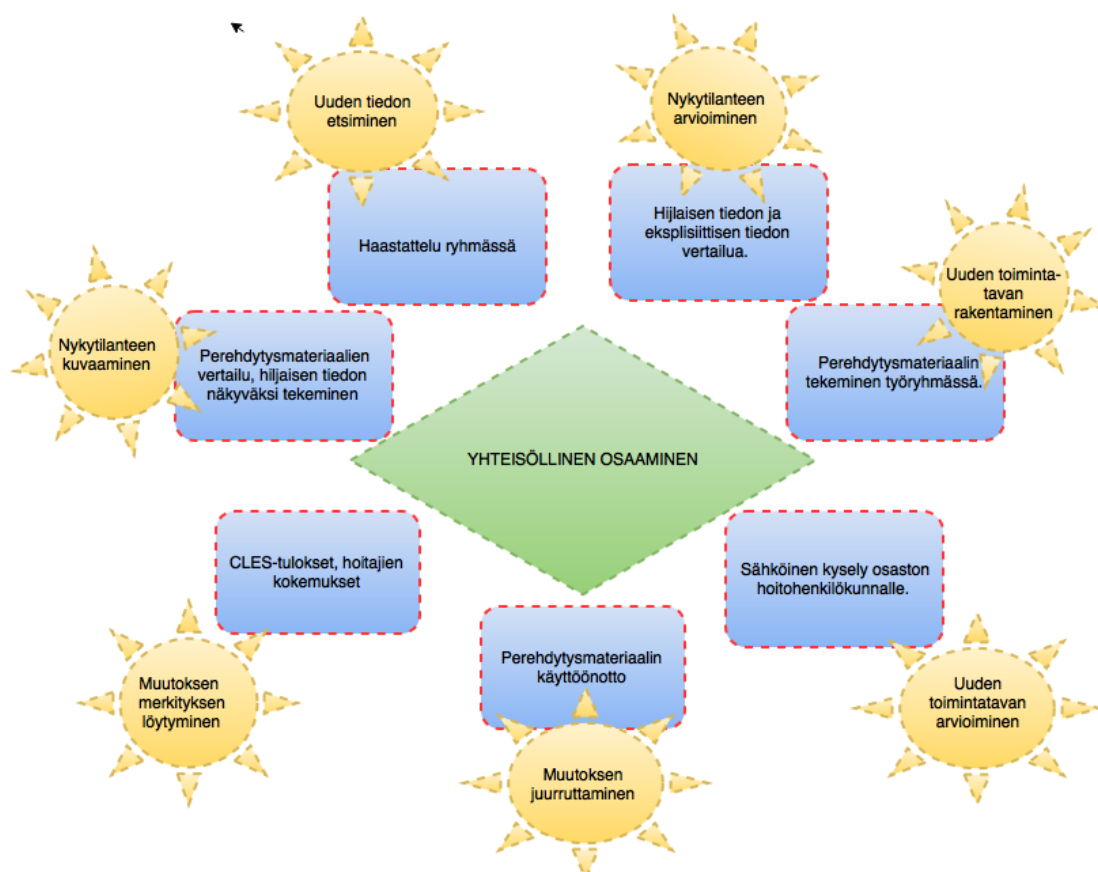 Uuden tiedon
etsiminen
Nykytilanteen
arvioiminen
Haastattelu ryhmässä
Hijlaisen tiedon ja
eksplisiittisen tiedon
vertailua.
Uuden toiminta-
tavan
rakentaminen
Nykytilanteen
kuvaaminen
Perehdytysmateriaalien
vertailu, hiljaisen tiedon
näkyväksi tekeminen
Perehdytysmateriaalin
tekeminen työryhmässä.
YHTEISÖLLINEN OSAAMINEN
CLES-tulokset, hoitajien
kokemukset
Sähköinen kysely osaston
hoitohenkilökunnalle.
Muutoksen
merkityksen
löytyminen
Perehdytysmateriaalin
käyttöönotto
Uuden
toimintatavan
arvioiminen
Muutoksen
juurruttaminen